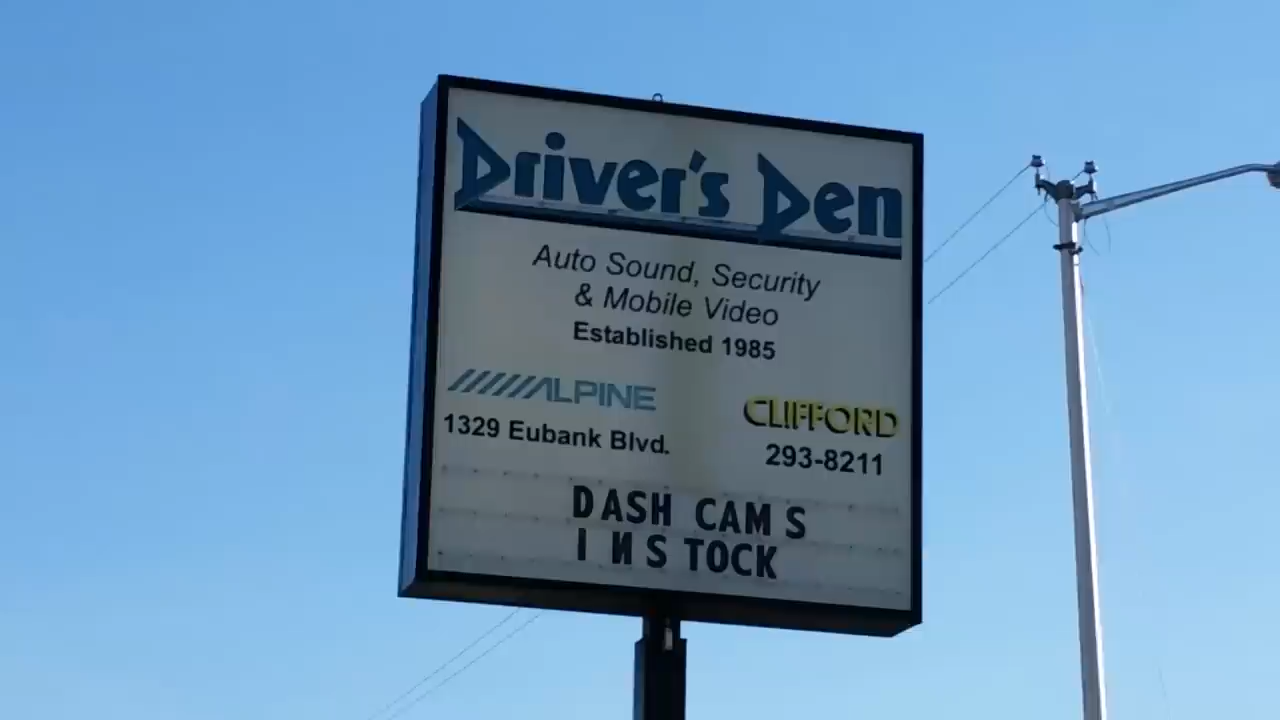 Driver's Den
Auto Sound, Security
& Mobile Video
Established 1985
ALPINE
CLIFFORD
1329 Eubank Blvd.
293-8211
DASH CAMS
IN STOCK